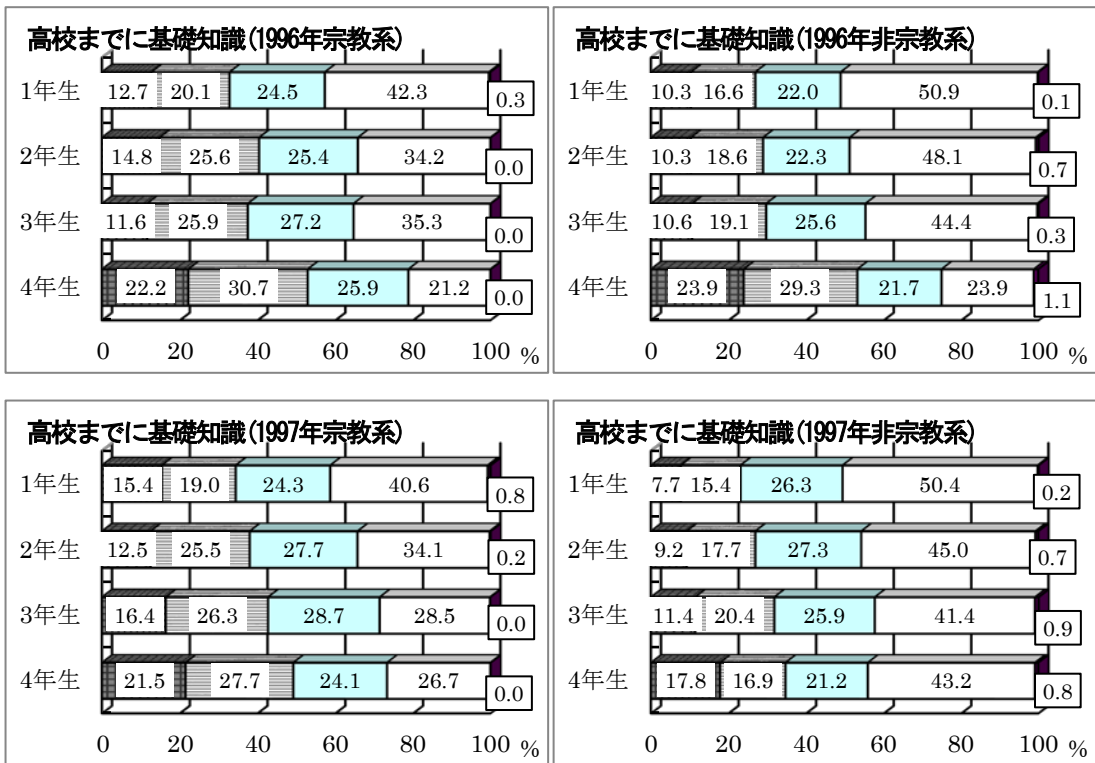 高校までに基礎知識(1996年宗教系)
1年生 12.7 20.1 24.5 42.3 0.3
2年生 14.8 25.6 25.4 34.2 0.0
3年生 11.6 25.9 27.2 35.3 0.0
4年生 22.2 30.7 25.9 21.2 0.0
0 20 40 60 80 100 %
高校までに基礎知識(1996年非宗教系)
1年生 10.3 16.6 22.0 50.9 0.1
2年生 10.3 18.6 22.3 48.1 0.7
3年生 10.6 19.1 25.6 44.4 0.3
4年生 23.9 29.3 21.7 23.9 1.1
0 20 40 60 80 100 %
高校までに基礎知識(1997年宗教系)
1年生 15.4 19.0 24.3 40.6 0.8
2年生 12.5 25.5 27.7 34.1 0.2
3年生 16.4 26.3 28.7 28.5 0.0
4年生 21.5 27.7 24.1 26.7 0.0
0 20 40 60 80 100 %
高校までに基礎知識(1997年非宗教系)
1年生 7.7 15.4 26.3 50.4 0.2
2年生 9.2 17.7 27.3 45.0 0.7
3年生 11.4 20.4 25.9 41.4 0.9
4年生 17.8 16.9 21.2 43.2 0.8
0 20 40 60 80 100 %